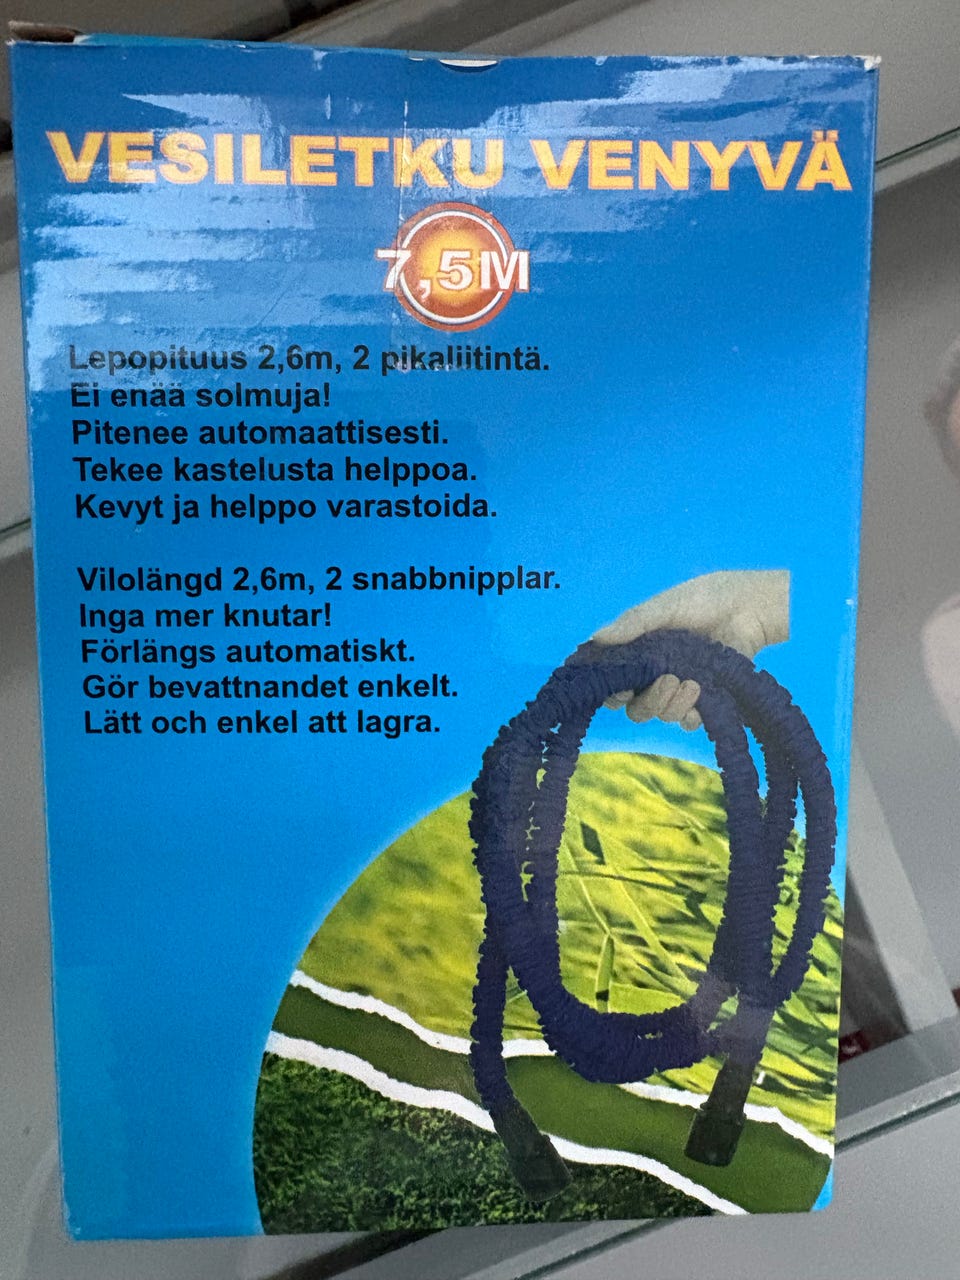 VESILETKU VENYVÄ
7,5M
Lepopituus 2,6m, 2 pikaliitintä.
Ei enää solmuja!
Pitenee automaattisesti.
Tekee kastelusta helppoa.
Kevyt ja helppo varastoida.
Vilolängd 2,6m, 2 snabbnipplar.
Inga mer knutar!
Förlängs automatiskt.
Gör bevattnandet enkelt.
Lätt och enkel att lagra.